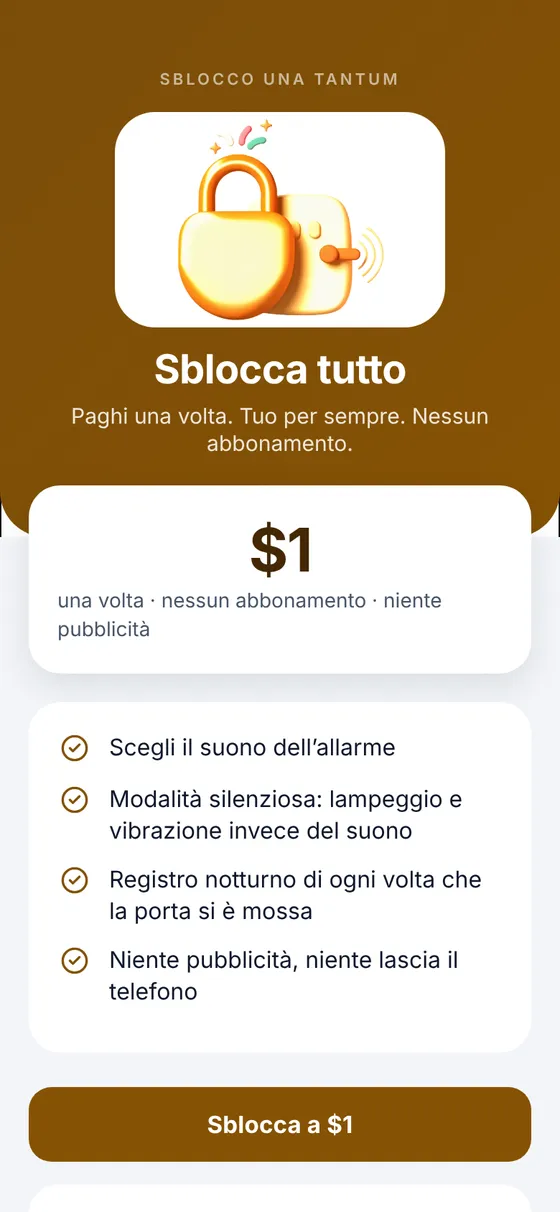 SBLOCCO UNA TANTUM
Sblocca tutto
Paghi una volta. Tuo per sempre. Nessun
abbonamento.
$1
una volta · nessun abbonamento · niente
pubblicità
Scegli il suono dell’allarme
Modalità silenziosa: lampeggio e
vibrazione invece del suono
Registro notturno di ogni volta che
la porta si è mossa
Niente pubblicità, niente lascia il
telefono
Sblocca a $1